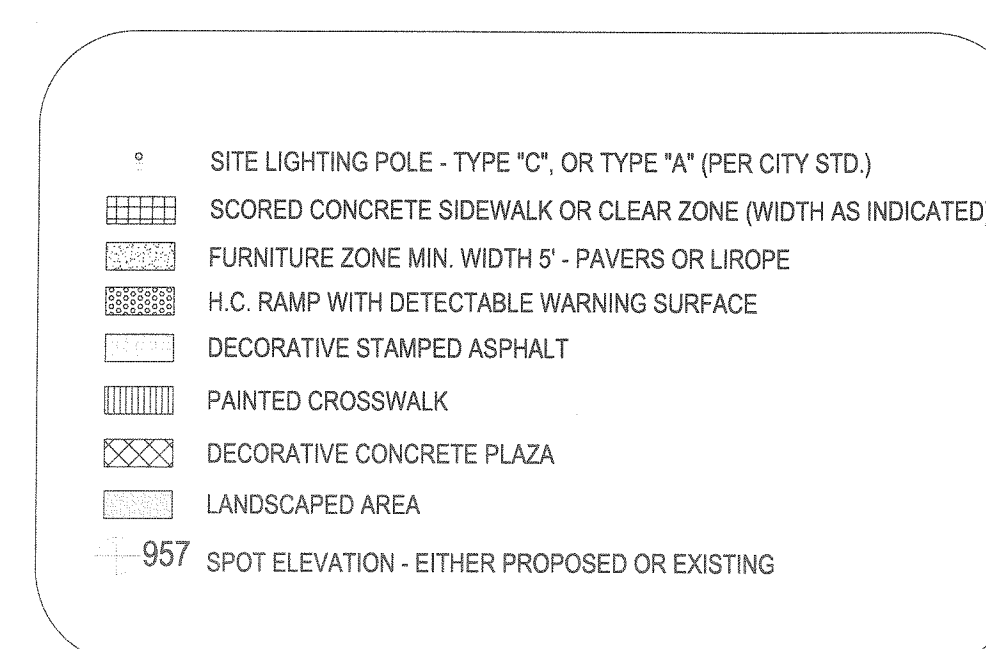 SITE LIGHTING POLE - TYPE "C", OR TYPE "A" (PER CITY STD.)
SCORED CONCRETE SIDEWALK OR CLEAR ZONE (WIDTH AS INDICATED)
FURNITURE ZONE MIN. WIDTH 5' - PAVERS OR LIROPE
H.C. RAMP WITH DETECTABLE WARNING SURFACE
DECORATIVE STAMPED ASPHALT
PAINTED CROSSWALK
DECORATIVE CONCRETE PLAZA
LANDSCAPED AREA
957 SPOT ELEVATION - EITHER PROPOSED OR EXISTING